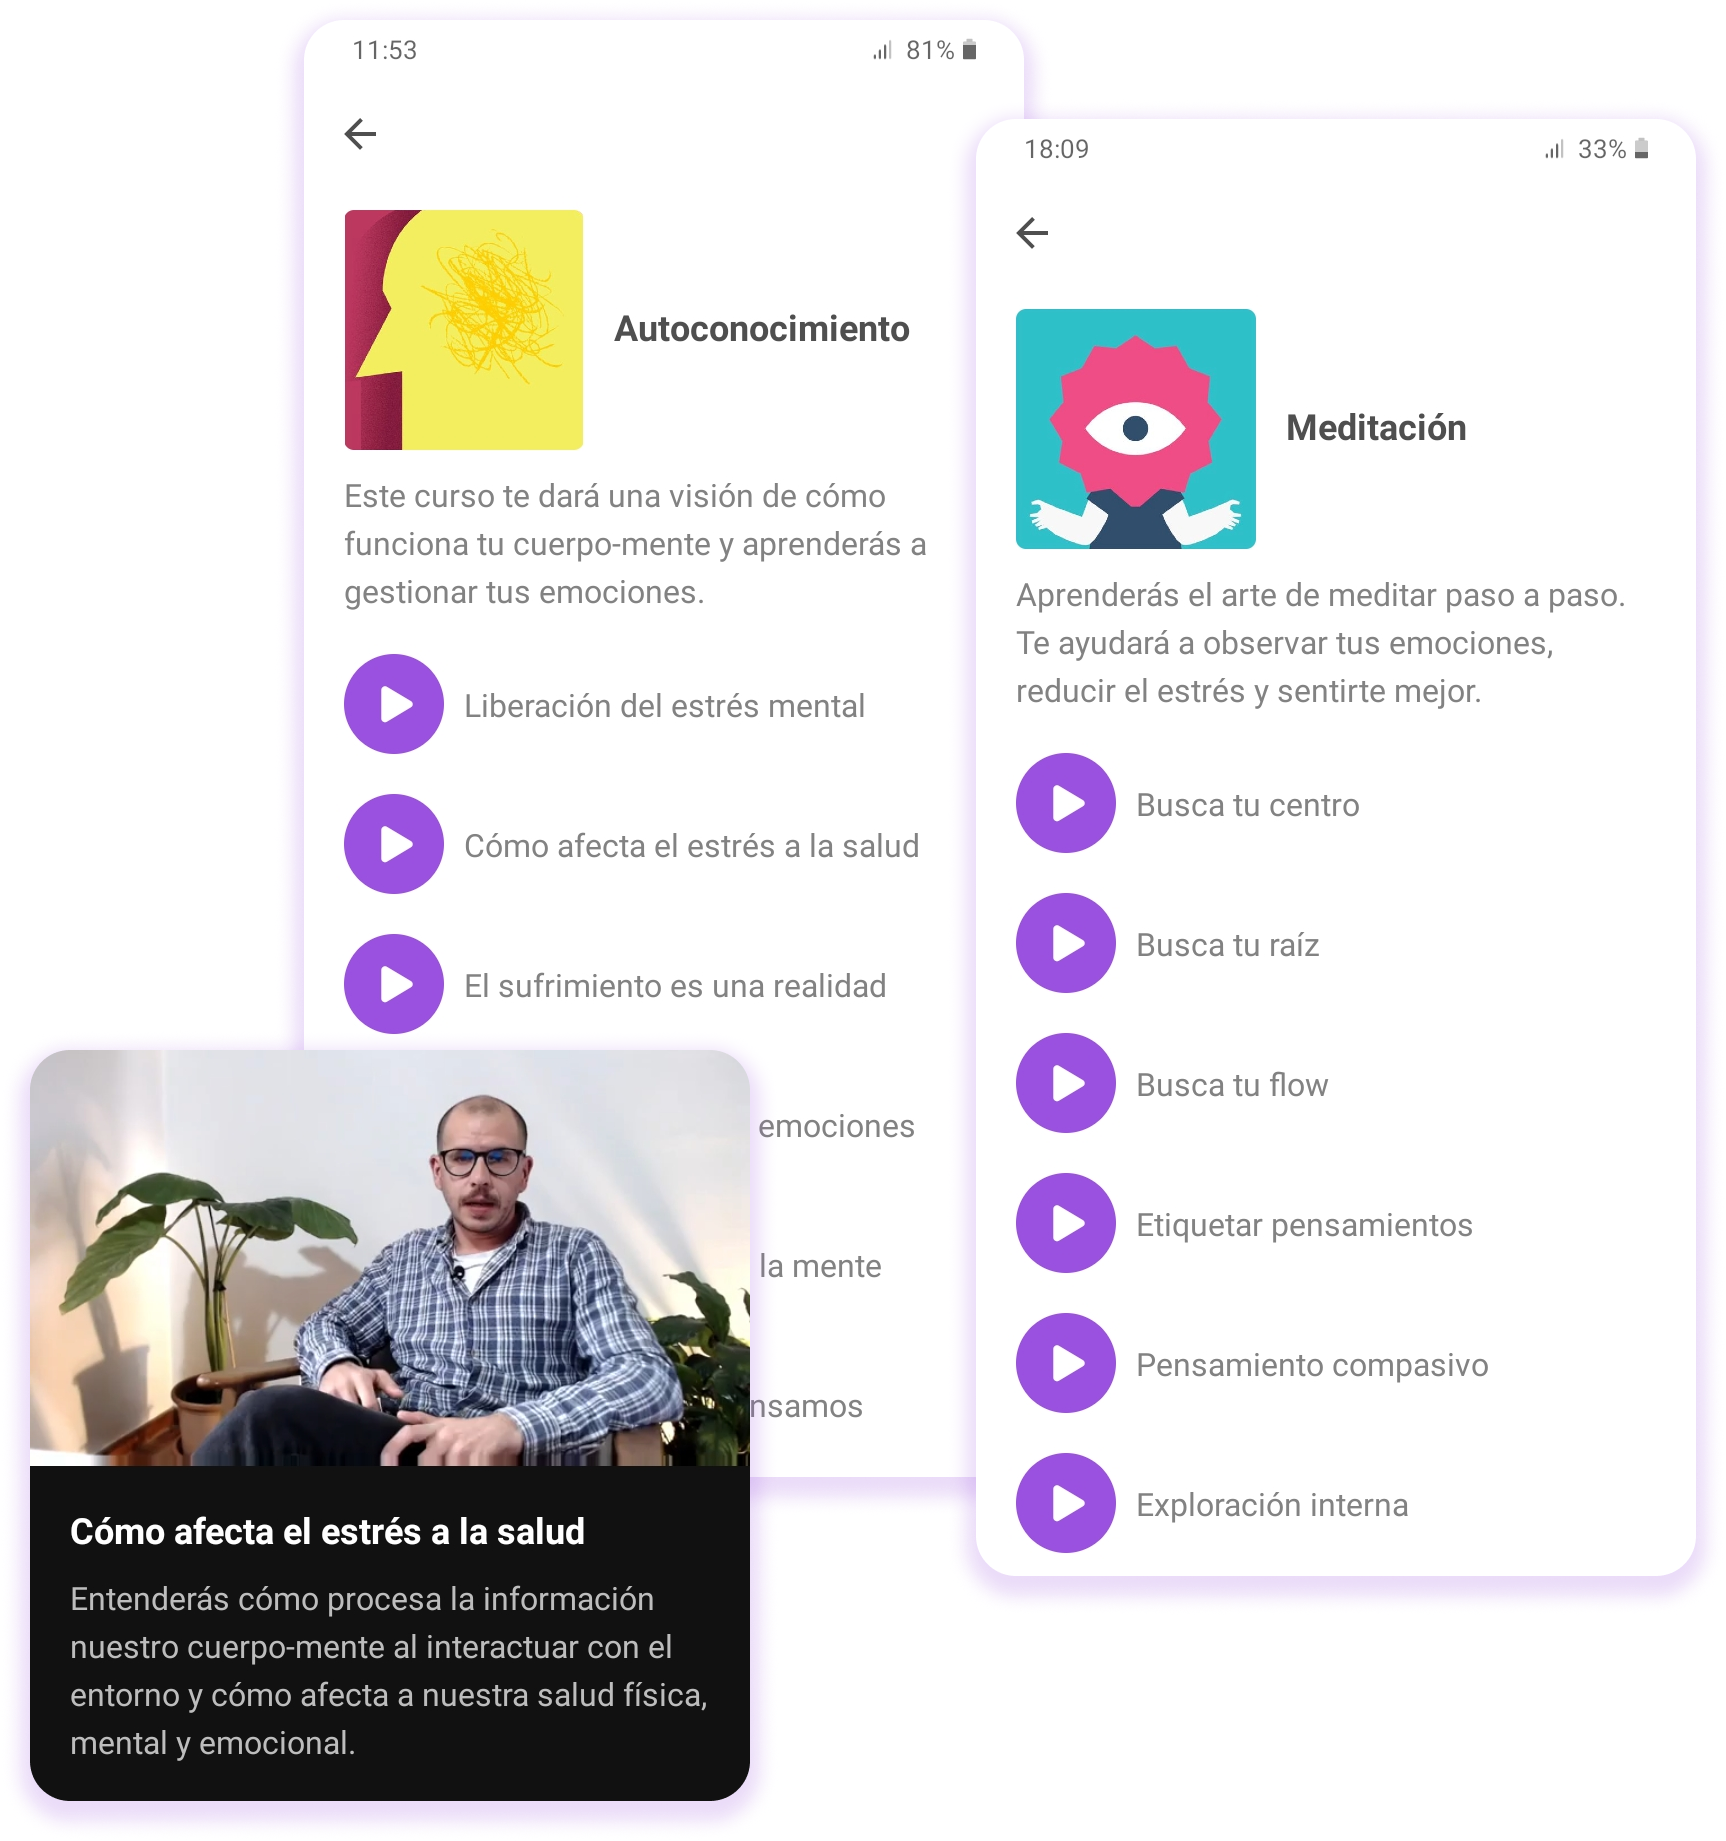 11:53
81%
Autoconocimiento
Este curso te dará una visión de cómo
funciona tu cuerpo-mente y aprenderás a
gestionar tus emociones.
Liberación del estrés mental
Cómo afecta el estrés a la salud
El sufrimiento es una realidad
emociones
la mente
nsamos
18:09
33%
Meditación
Aprenderás el arte de meditar paso a paso.
Te ayudará a observar tus emociones,
reducir el estrés y sentirte mejor.
Busca tu centro
Busca tu raíz
Busca tu flow
Etiquetar pensamientos
Pensamiento compasivo
Exploración interna
Cómo afecta el estrés a la salud
Entenderás cómo procesa la información
nuestro cuerpo-mente al interactuar con el
entorno y cómo afecta a nuestra salud física,
mental y emocional.